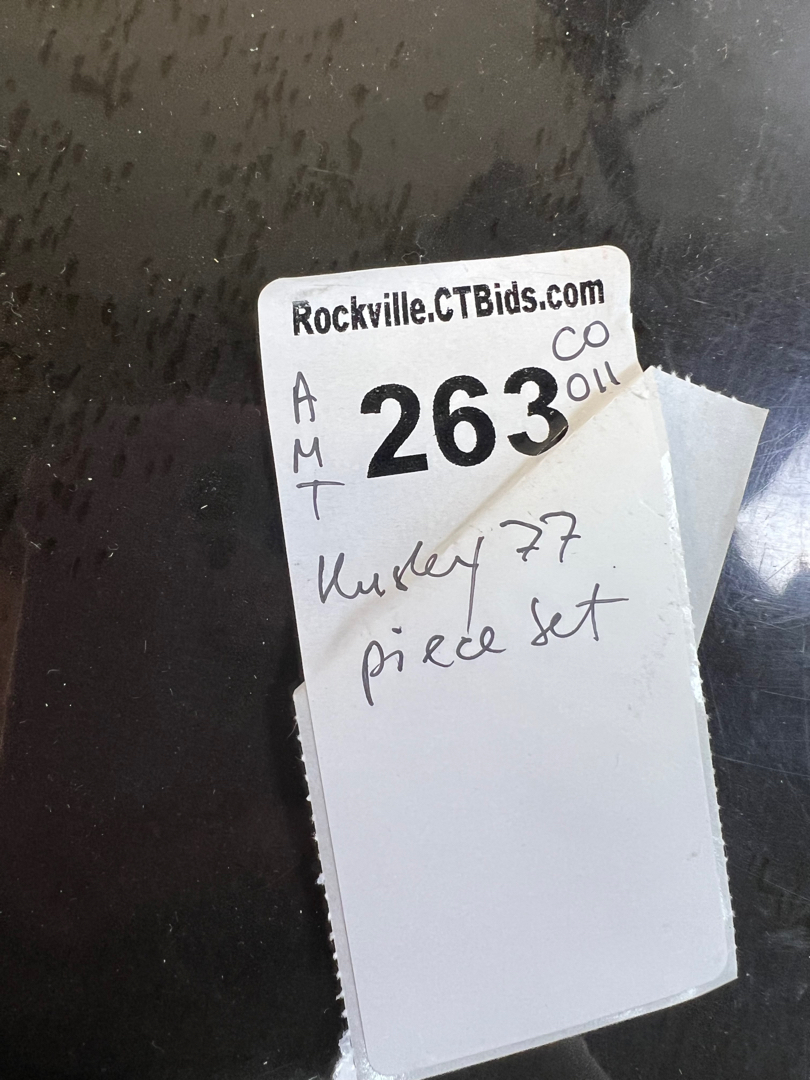 Rockville.CTBids.com
CO
011
A
M
T
263
Husky 77
piece set